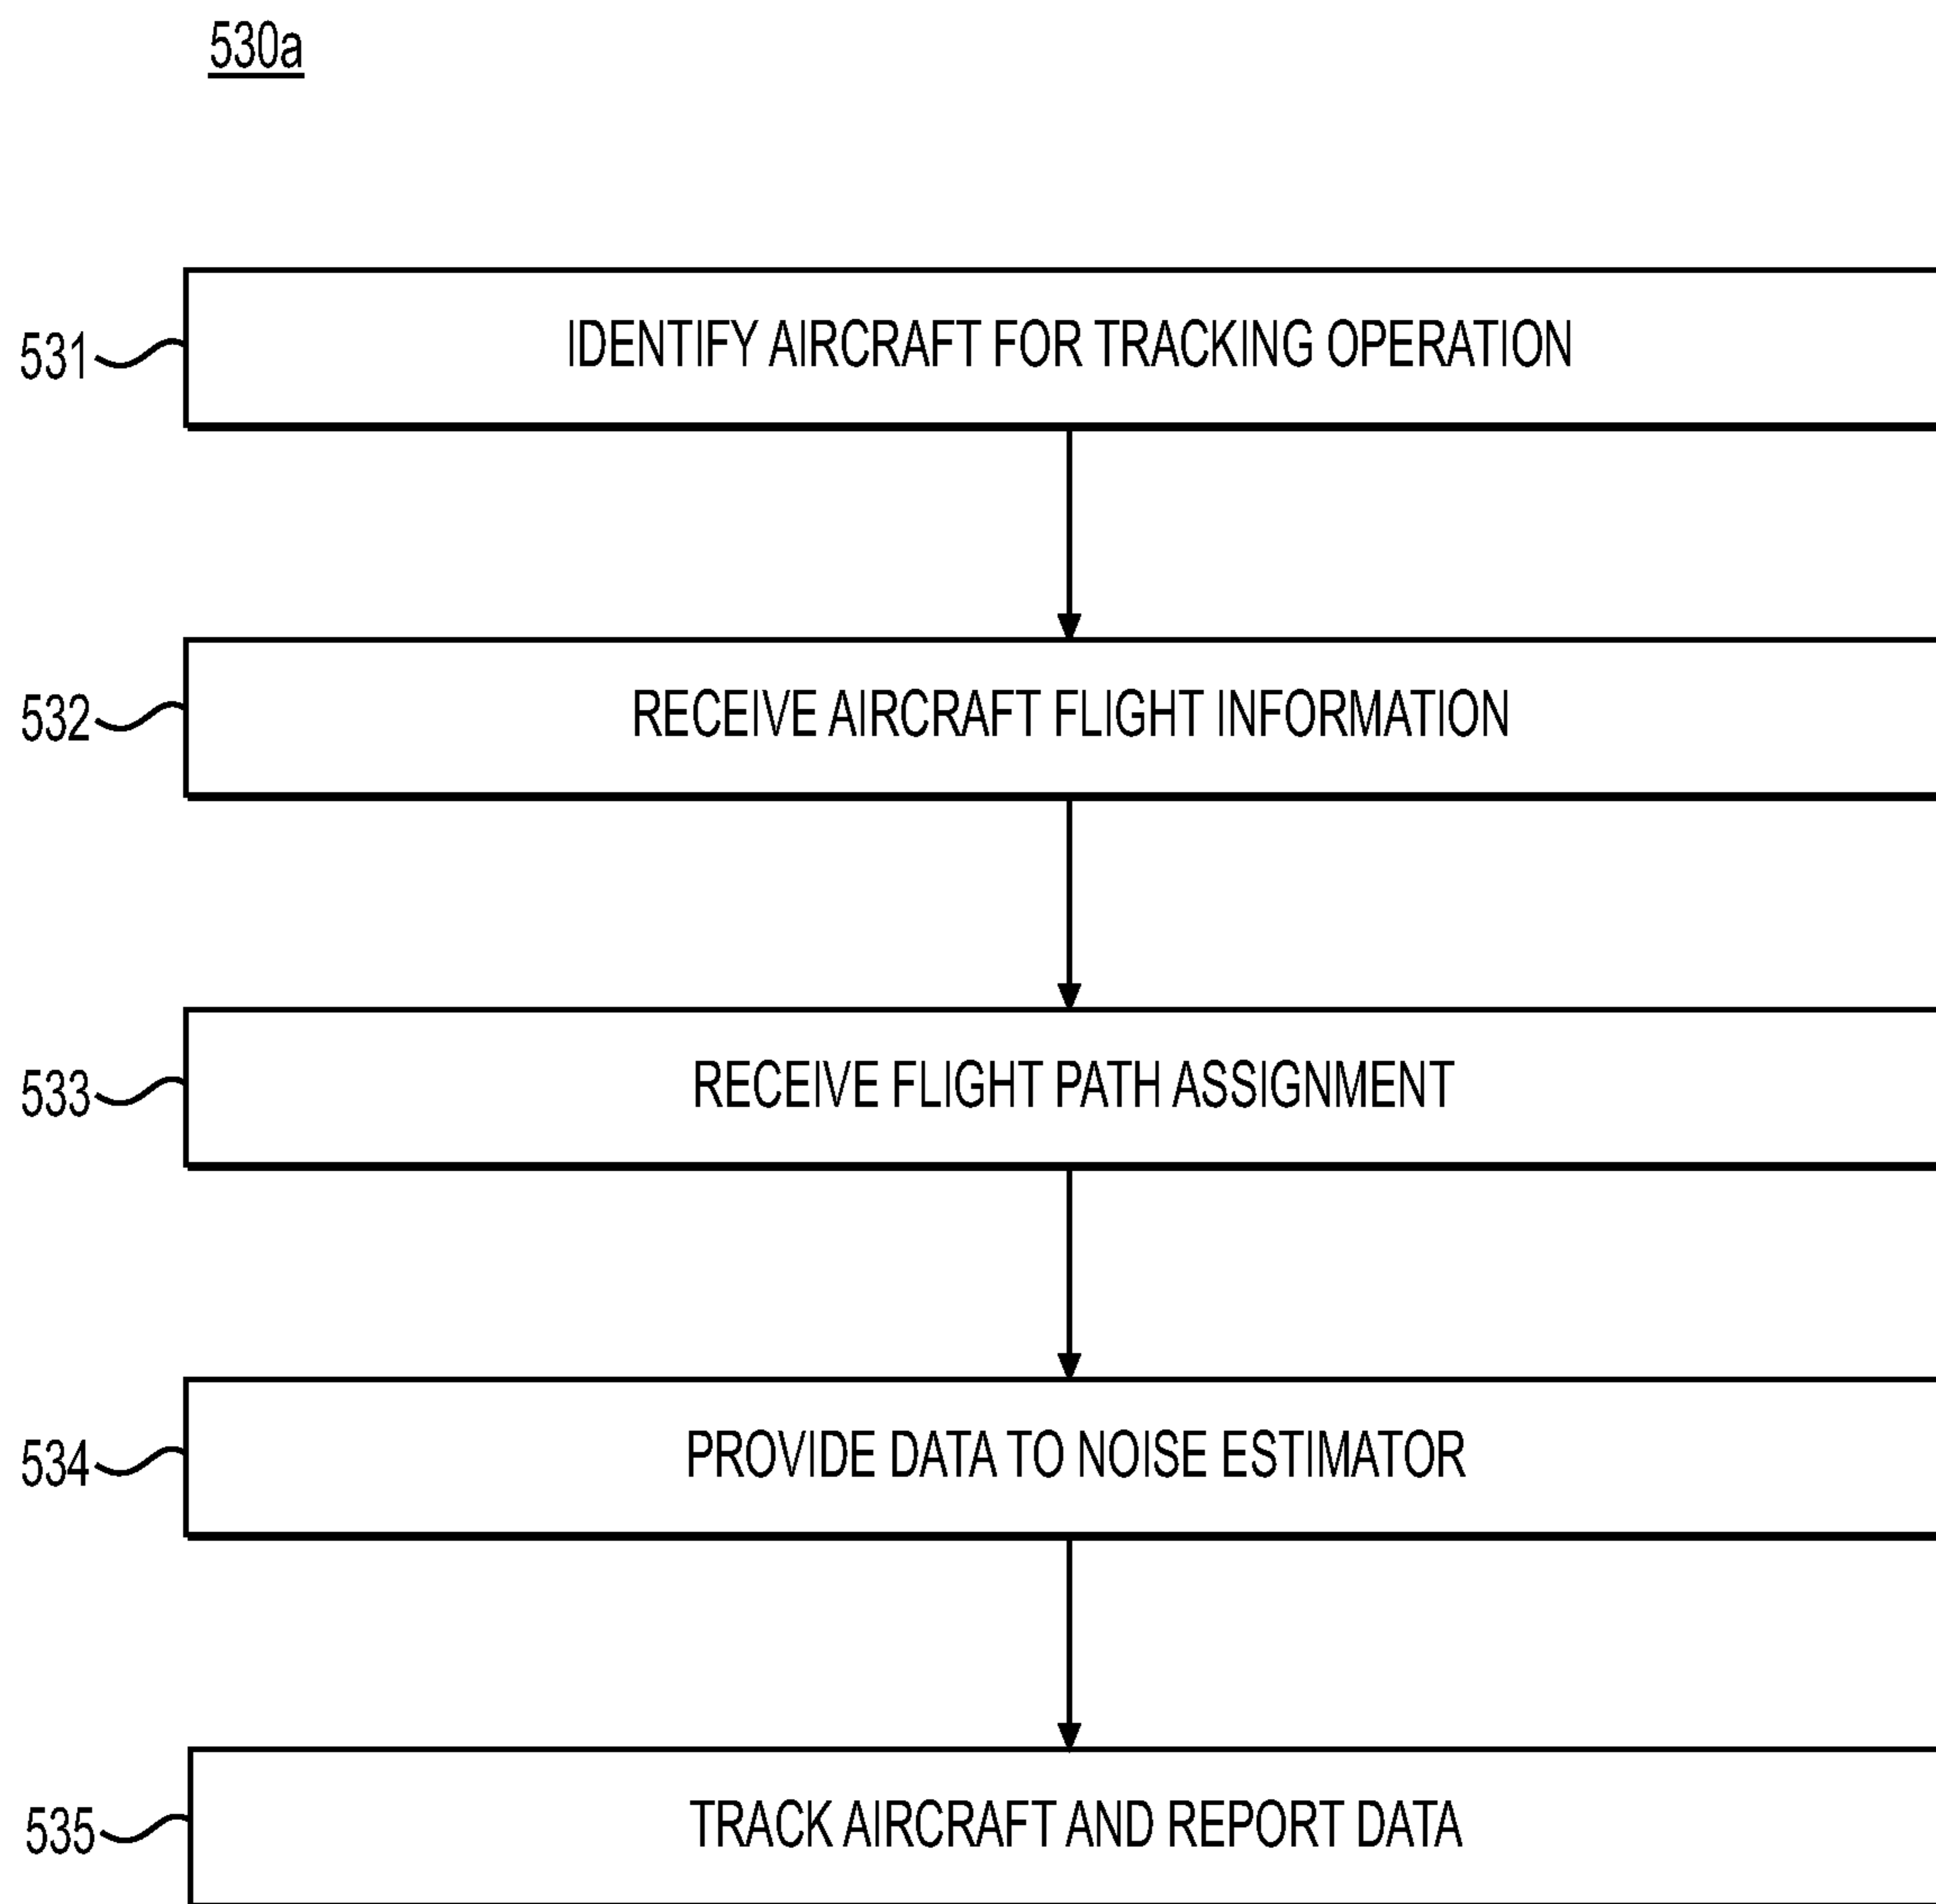 530a
531
IDENTIFY AIRCRAFT FOR TRACKING OPERATION
532
RECEIVE AIRCRAFT FLIGHT INFORMATION
533
RECEIVE FLIGHT PATH ASSIGNMENT
534
PROVIDE DATA TO NOISE ESTIMATOR
535
TRACK AIRCRAFT AND REPORT DATA